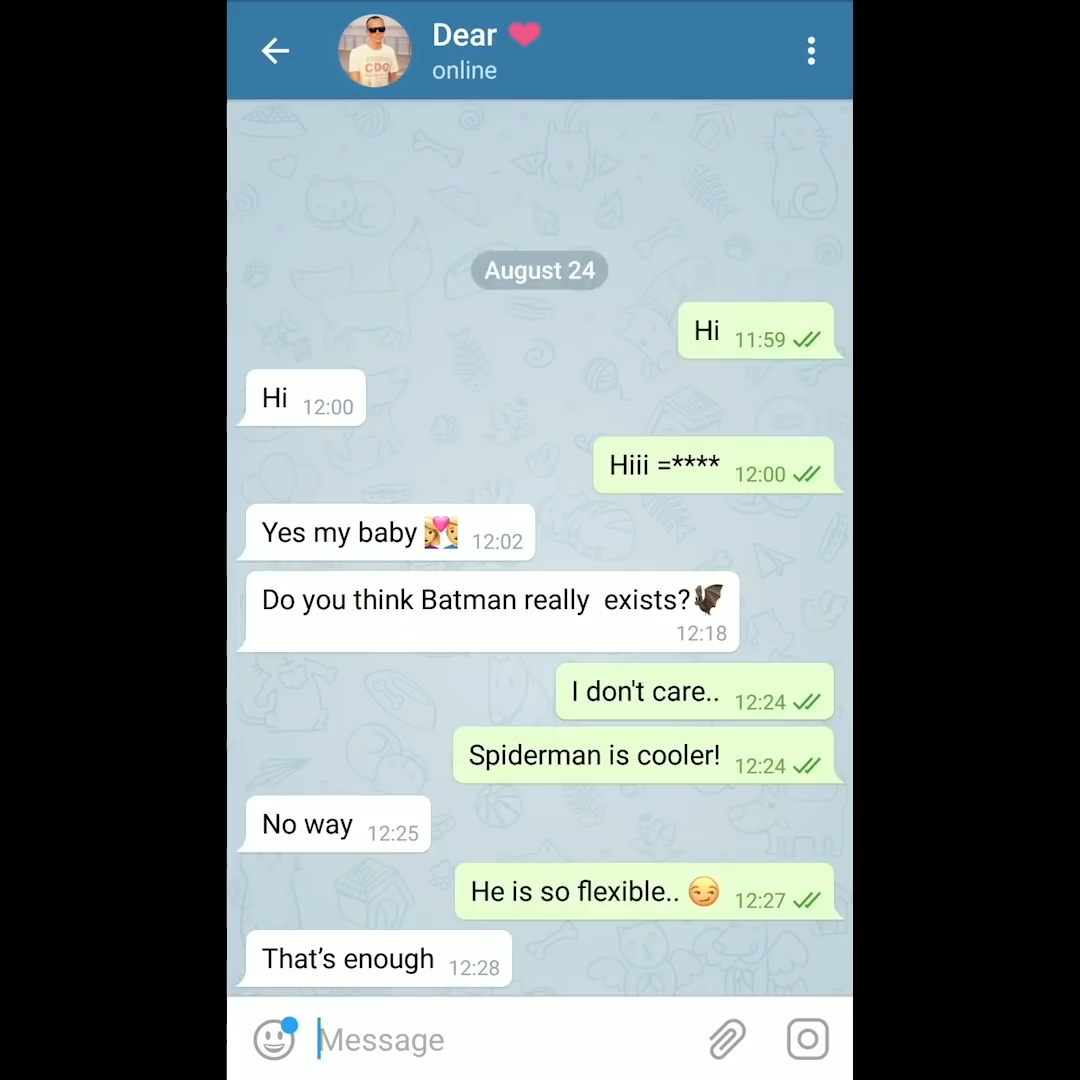 Dear ❤
online
CDG
August 24
Hi 11:59
Hi 12:00
Hiii =**** 12:00
Yes my baby 👩‍❤️‍👨 12:02
Do you think Batman really  exists?🦇
12:18
I don't care.. 12:24
Spiderman is cooler! 12:24
No way 12:25
He is so flexible.. 😏 12:27
That’s enough 12:28
Message